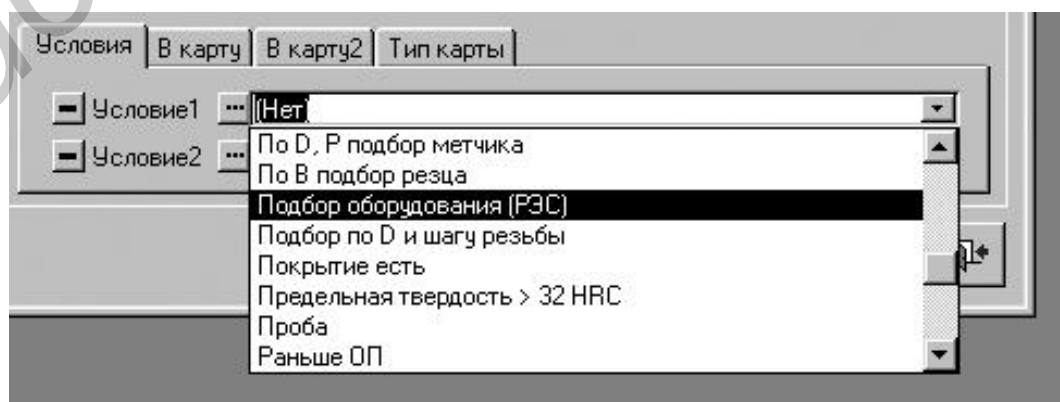 Условия В карту В карту2 Тип карты
Условие1 ... (Нет)
Условие2 ...
По D, P подбор метчика
По B подбор резца
Подбор оборудования (РЭС)
Подбор по D и шагу резьбы
Покрытие есть
Предельная твердость > 32 HRC
Проба
Раньше ОП